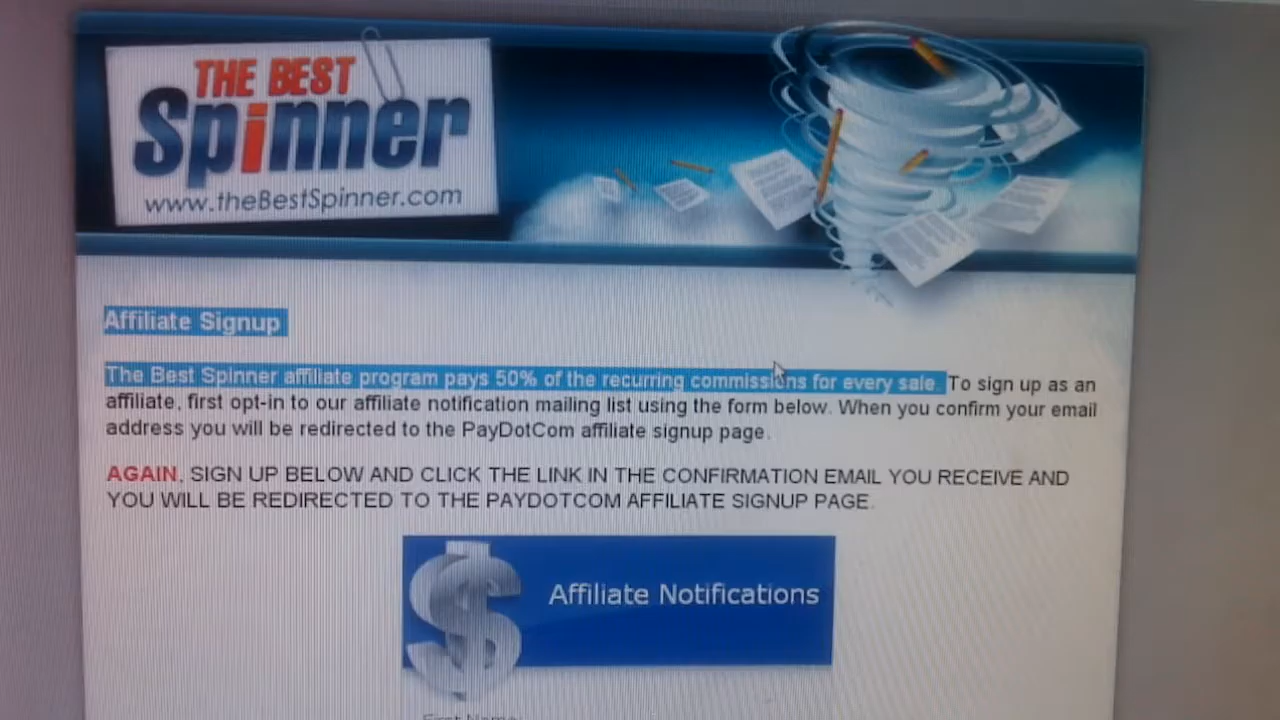 THE BEST
Spinner
www.theBestSpinner.com
Affiliate Signup
The Best Spinner affiliate program pays 50% of the recurring commissions for every sale. To sign up as an
affiliate, first opt-in to our affiliate notification mailing list using the form below. When you confirm your email
address you will be redirected to the PayDotCom affiliate signup page.
AGAIN, SIGN UP BELOW AND CLICK THE LINK IN THE CONFIRMATION EMAIL YOU RECEIVE AND
YOU WILL BE REDIRECTED TO THE PAYDOTCOM AFFILIATE SIGNUP PAGE.
Affiliate Notifications
First Name: